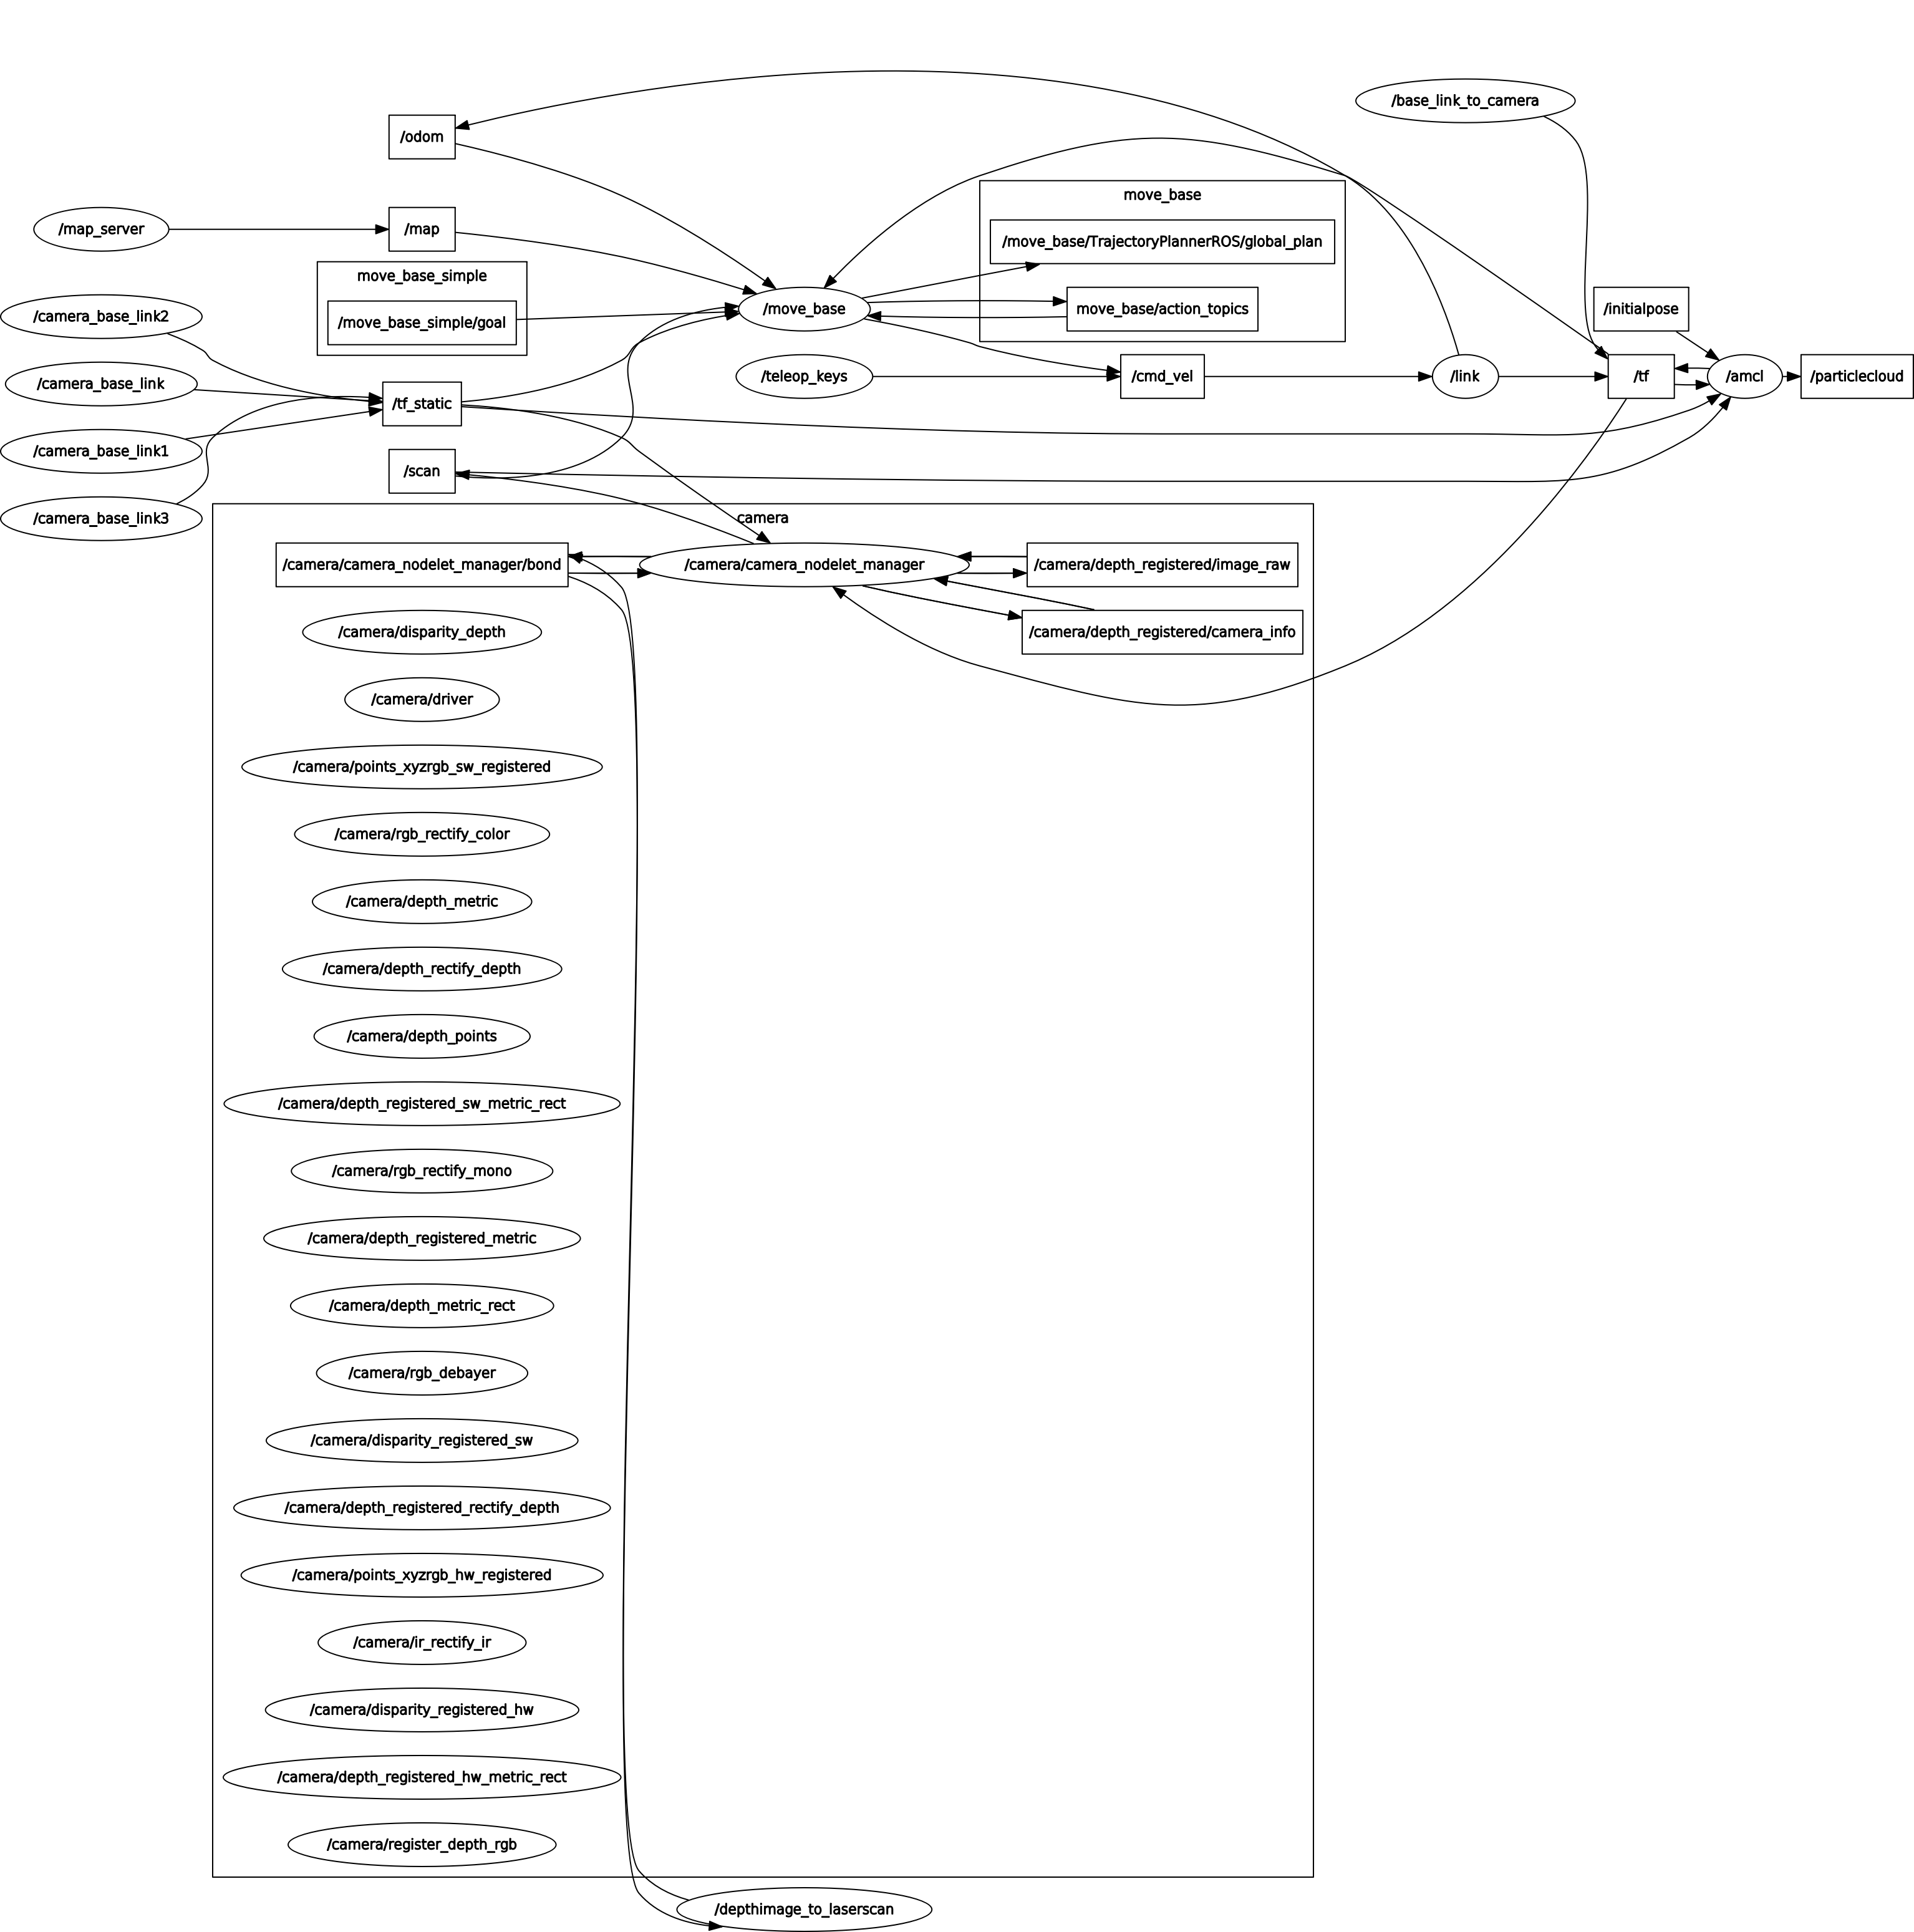 /base_link_to_camera
/odom
move_base
/map_server
/map
/move_base/TrajectoryPlannerROS/global_plan
move_base_simple
/camera_base_link2
/move_base_simple/goal
/move_base
move_base/action_topics
/initialpose
/camera_base_link
/tf_static
/teleop_keys
/cmd_vel
/link
/tf
/amcl
/particlecloud
/camera_base_link1
/scan
/camera_base_link3
camera
/camera/camera_nodelet_manager/bond
/camera/camera_nodelet_manager
/camera/depth_registered/image_raw
/camera/disparity_depth
/camera/depth_registered/camera_info
/camera/driver
/camera/points_xyzrgb_sw_registered
/camera/rgb_rectify_color
/camera/depth_metric
/camera/depth_rectify_depth
/camera/depth_points
/camera/depth_registered_sw_metric_rect
/camera/rgb_rectify_mono
/camera/depth_registered_metric
/camera/depth_metric_rect
/camera/rgb_debayer
/camera/disparity_registered_sw
/camera/depth_registered_rectify_depth
/camera/points_xyzrgb_hw_registered
/camera/ir_rectify_ir
/camera/disparity_registered_hw
/camera/depth_registered_hw_metric_rect
/camera/register_depth_rgb
/depthimage_to_laserscan